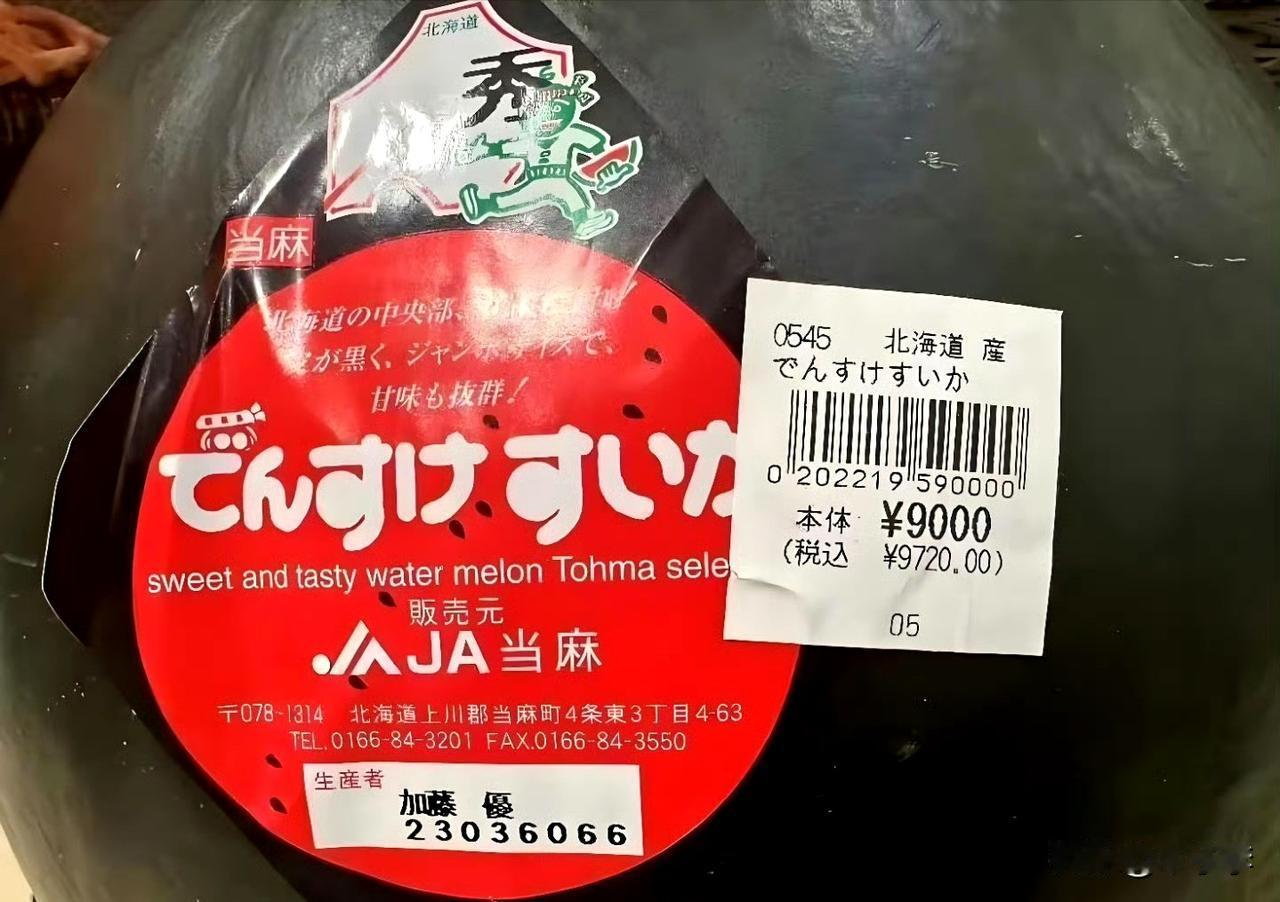 北海道
秀
当麻
北海道の中央部、
が黒く、ジャンボサイズで、
甘味も抜群!
でんすけすいか
sweet and tasty water melon Tohma sele
販売元
JA当麻
〒078-1314 北海道上川郡当麻町4条東3丁目4-63
TEL.0166-84-3201 FAX.0166-84-3550
生産者
加藤 優
23036066
0545 北海道 産
でんすけすいか
0 202219 590000
本体 ¥9000
(税込 ¥9720.00)
05